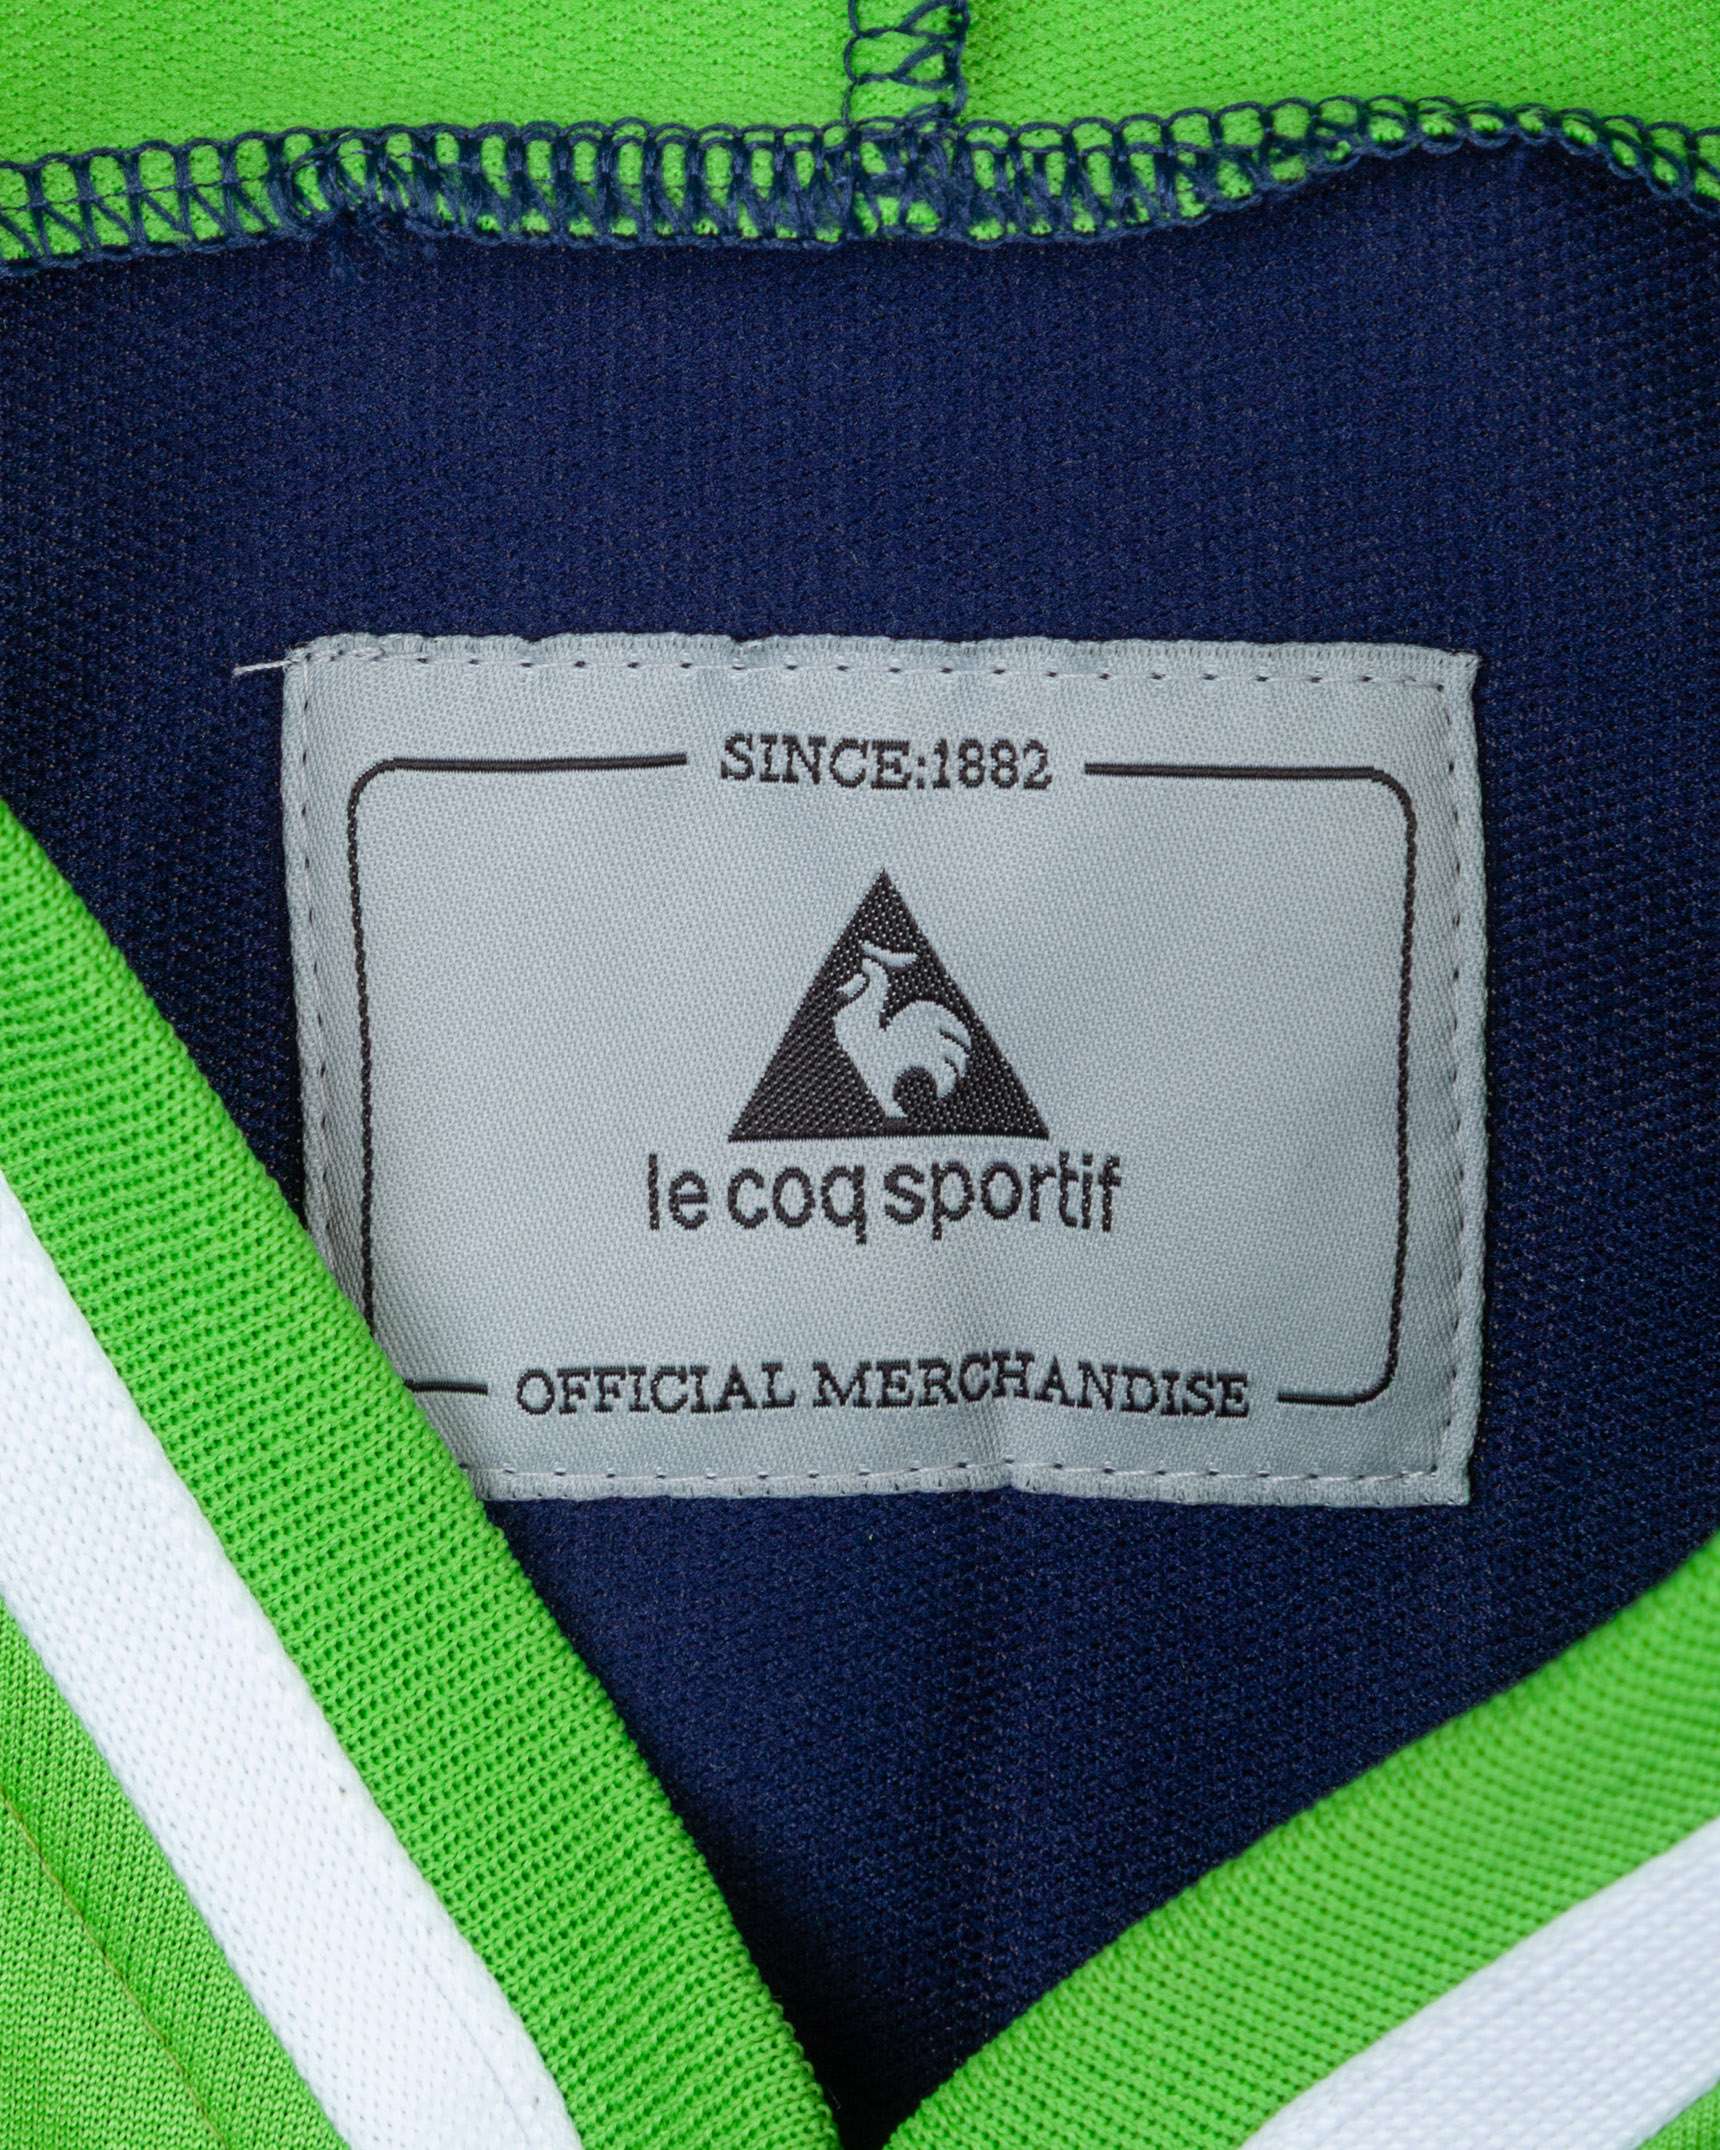 SINCE:1882
le coq sportif
OFFICIAL MERCHANDISE